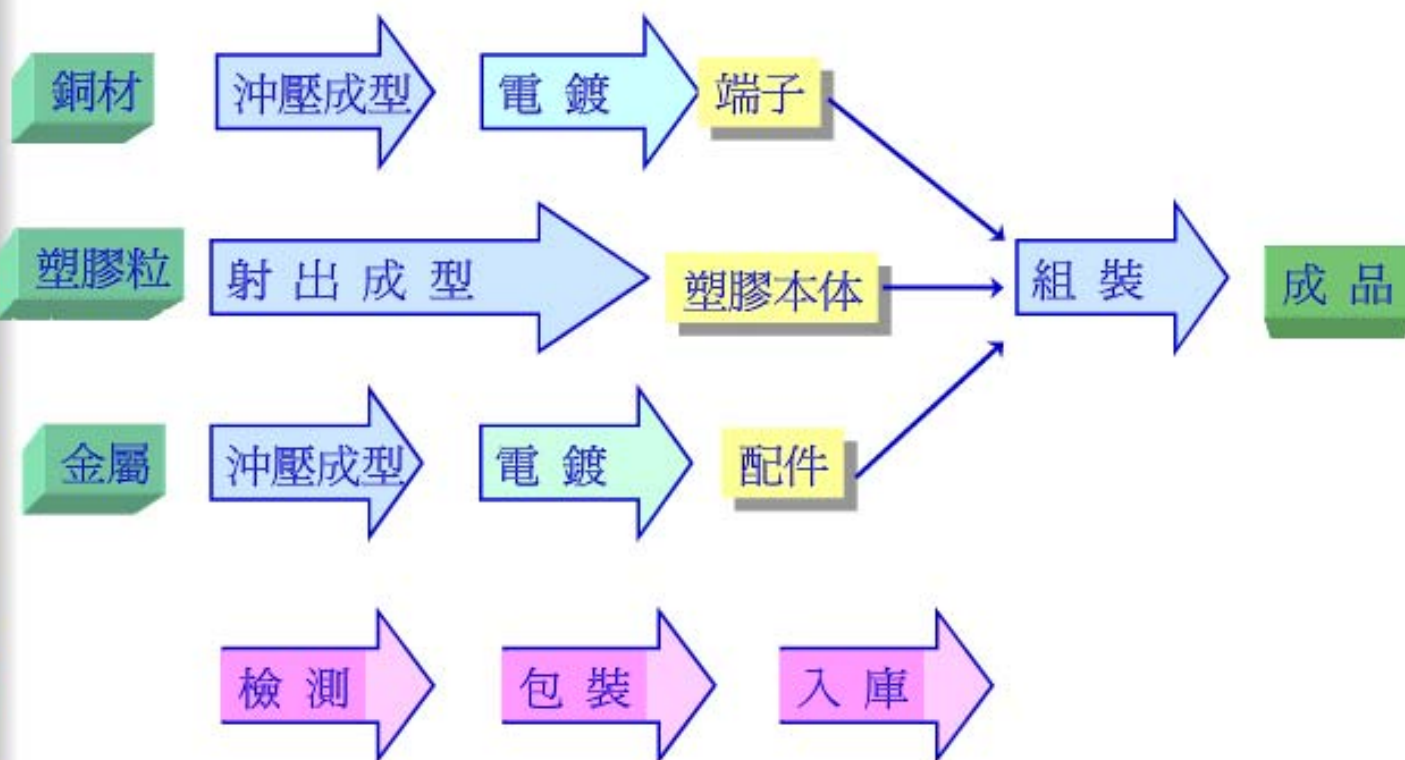 銅材 沖壓成型 電 鍍 端子
塑膠粒 射 出 成 型 塑膠本体 組 裝 成 品
金屬 沖壓成型 電 鍍 配件
檢 測 包 裝 入 庫